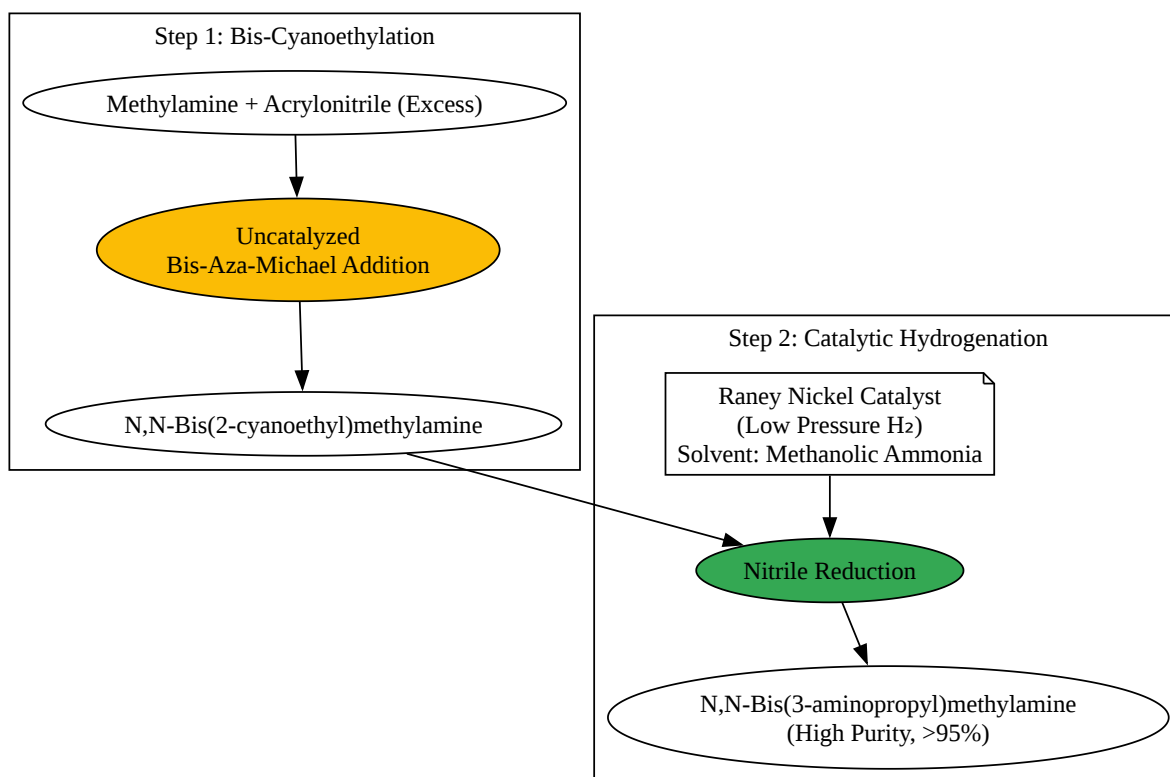 Step 1: Bis-Cyanoethylation
Methylamine + Acrylonitrile (Excess)
Uncatalyzed
Bis-Aza-Michael Addition
N,N-Bis(2-cyanoethyl)methylamine
Step 2: Catalytic Hydrogenation
Raney Nickel Catalyst
(Low Pressure H₂)
Solvent: Methanolic Ammonia
Nitrile Reduction
N,N-Bis(3-aminopropyl)methylamine
(High Purity, >95%)